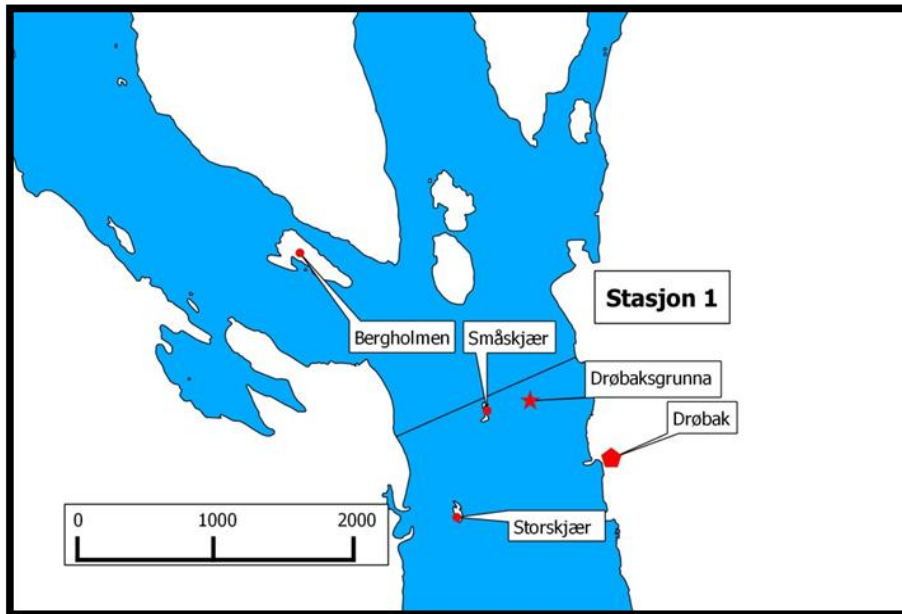 Stasjon 1
Bergholmen
Småskjær
Drøbaksgrunna
Drøbak
Storskjær
0 1000 2000